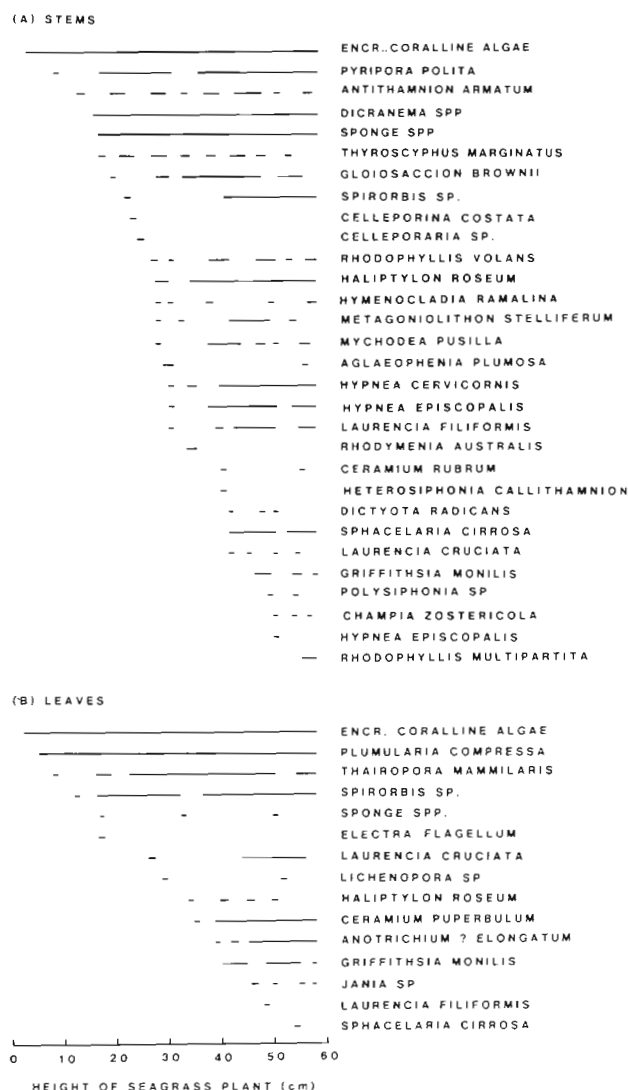 (A) STEMS
ENCR.. CORALLINE ALGAE
PYRIPORA POLITA
ANTITHAMNION ARMATUM
DICRANEMA SPP
SPONGE SPP
THYROSCYPHUS MARGINATUS
GLOIOSACCION BROWNII
SPIRORBIS SP.
CELLEPORINA COSTATA
CELLEPORARIA SP.
RHODOPHYLLIS VOLANS
HALIPTYLON ROSEUM
HYMENOCLADIA RAMALINA
METAGONIOLITHON STELLIFERUM
MYCHODEA PUSILLA
AGLAEOPHENIA PLUMOSA
HYPNEA CERVICORNIS
HYPNEA EPISCOPALIS
LAURENCIA FILIFORMIS
RHODYMENIA AUSTRALIS
CERAMIUM RUBRUM
HETEROSIPHONIA CALLITHAMNION
DICTYOTA RADICANS
SPHACELARIA CIRROSA
LAURENCIA CRUCIATA
GRIFFITHSIA MONILIS
POLYSIPHONIA SP
CHAMPIA ZOSTERICOLA
HYPNEA EPISCOPALIS
RHODOPHYLLIS MULTIPARTITA
(B) LEAVES
ENCR. CORALLINE ALGAE
PLUMULARIA COMPRESSA
THAIROPORA MAMMILARIS
SPIRORBIS SP.
SPONGE SPP.
ELECTRA FLAGELLUM
LAURENCIA CRUCIATA
LICHENOPORA SP
HALIPTYLON ROSEUM
CERAMIUM PUPERBULUM
ANOTRICHIUM ? ELONGATUM
GRIFFITHSIA MONILIS
JANIA SP
LAURENCIA FILIFORMIS
SPHACELARIA CIRROSA
0 10 20 30 40 50 60
HEIGHT OF SEAGRASS PLANT (cm)